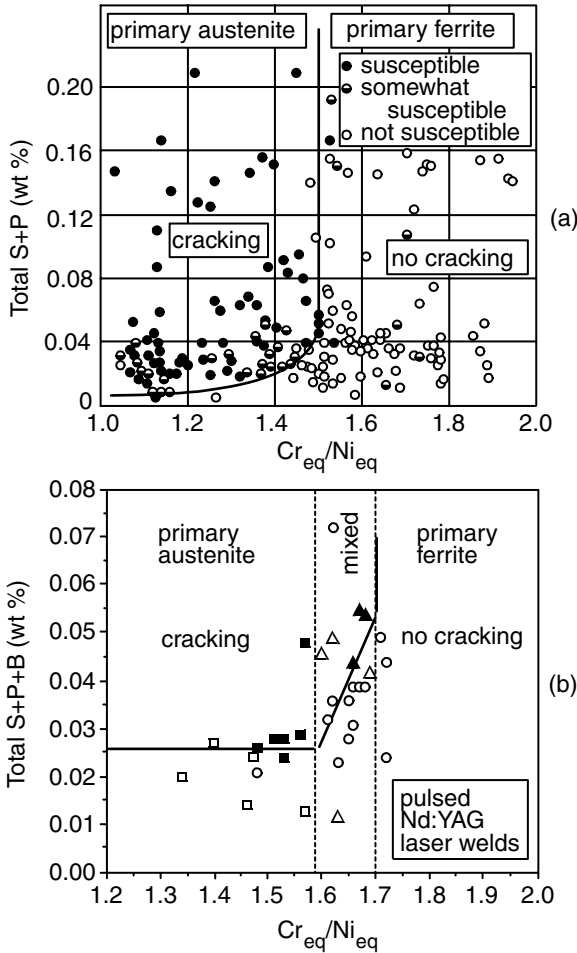 primary austenite
primary ferrite
susceptible
somewhat
susceptible
not susceptible
cracking
no cracking
Total S+P (wt %)
0.20
0.16
0.12
0.08
0.04
0
1.0
1.2
1.4
1.6
1.8
2.0
Creq/Nieq
(a)
0.08
0.07
0.06
0.05
0.04
0.03
0.02
0.01
0.00
Total S+P+B (wt %)
primary
austenite
mixed
primary
ferrite
cracking
no cracking
pulsed
Nd:YAG
laser welds
1.2
1.3
1.4
1.5
1.6
1.7
1.8
1.9
2.0
Creq/Nieq
(b)